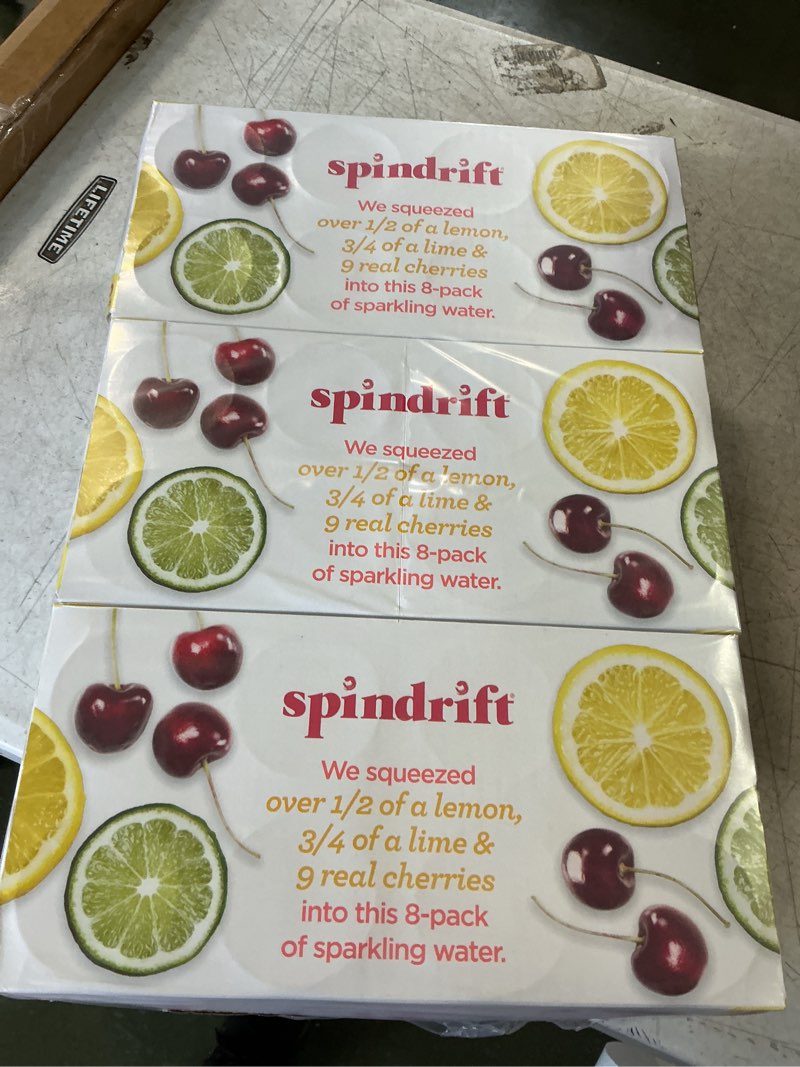 LIFETIME
spindrift
We squeezed
over 1/2 of a lemon,
3/4 of a lime &
9 real cherries
into this 8-pack
of sparkling water.
spindrift
We squeezed
over 1/2 of a lemon,
3/4 of a lime &
9 real cherries
into this 8-pack
of sparkling water.
spindrift
We squeezed
over 1/2 of a lemon,
3/4 of a lime &
9 real cherries
into this 8-pack
of sparkling water.